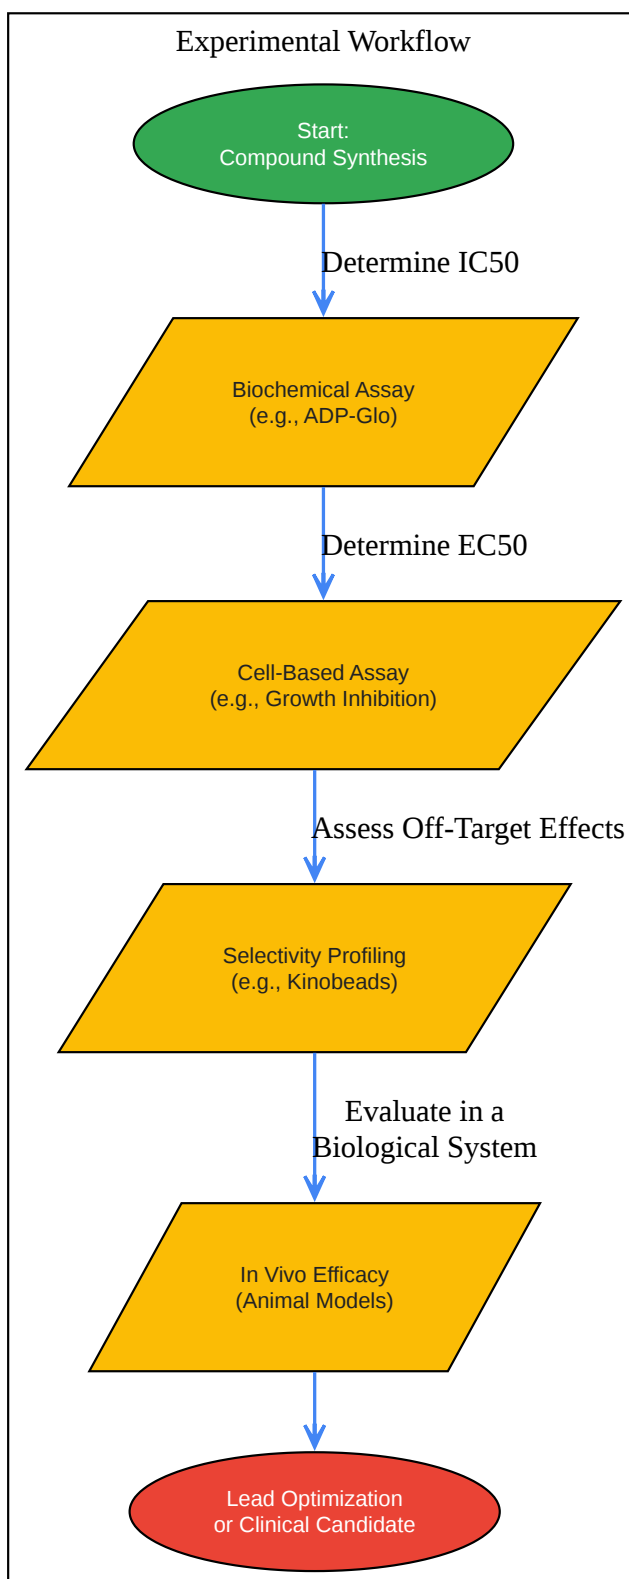 Experimental Workflow
Start:
Compound Synthesis
Determine IC50
Biochemical Assay
(e.g., ADP-Glo)
Determine EC50
Cell-Based Assay
(e.g., Growth Inhibition)
Assess Off-Target Effects
Selectivity Profiling
(e.g., Kinobeads)
Evaluate in a
Biological System
In Vivo Efficacy
(Animal Models)
Lead Optimization
or Clinical Candidate